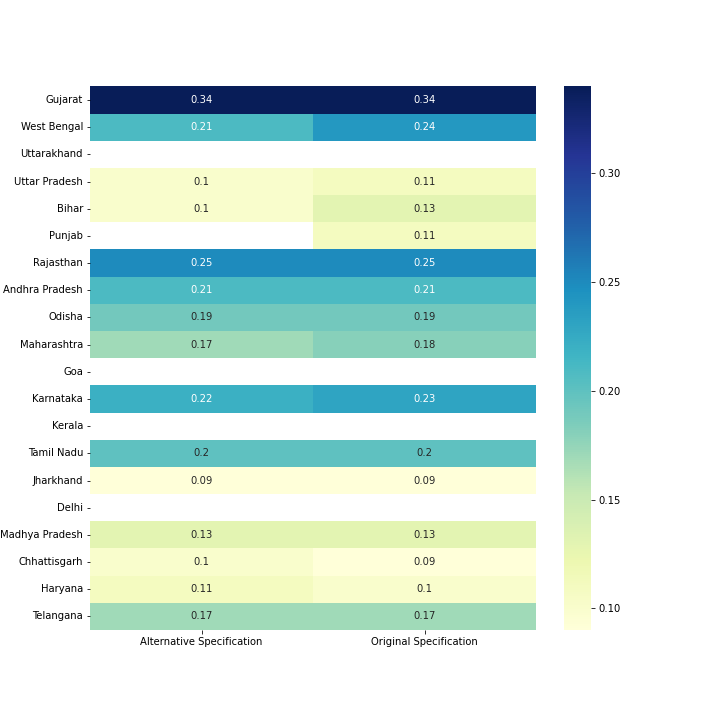 Gujarat 0.34 0.34
West Bengal 0.21 0.24
Uttarakhand
Uttar Pradesh 0.1 0.11
Bihar 0.1 0.13
Punjab 0.11
Rajasthan 0.25 0.25
Andhra Pradesh 0.21 0.21
Odisha 0.19 0.19
Maharashtra 0.17 0.18
Goa
Karnataka 0.22 0.23
Kerala
Tamil Nadu 0.2 0.2
Jharkhand 0.09 0.09
Delhi
Madhya Pradesh 0.13 0.13
Chhattisgarh 0.1 0.09
Haryana 0.11 0.1
Telangana 0.17 0.17
Alternative Specification Original Specification
0.30
0.25
0.20
0.15
0.10